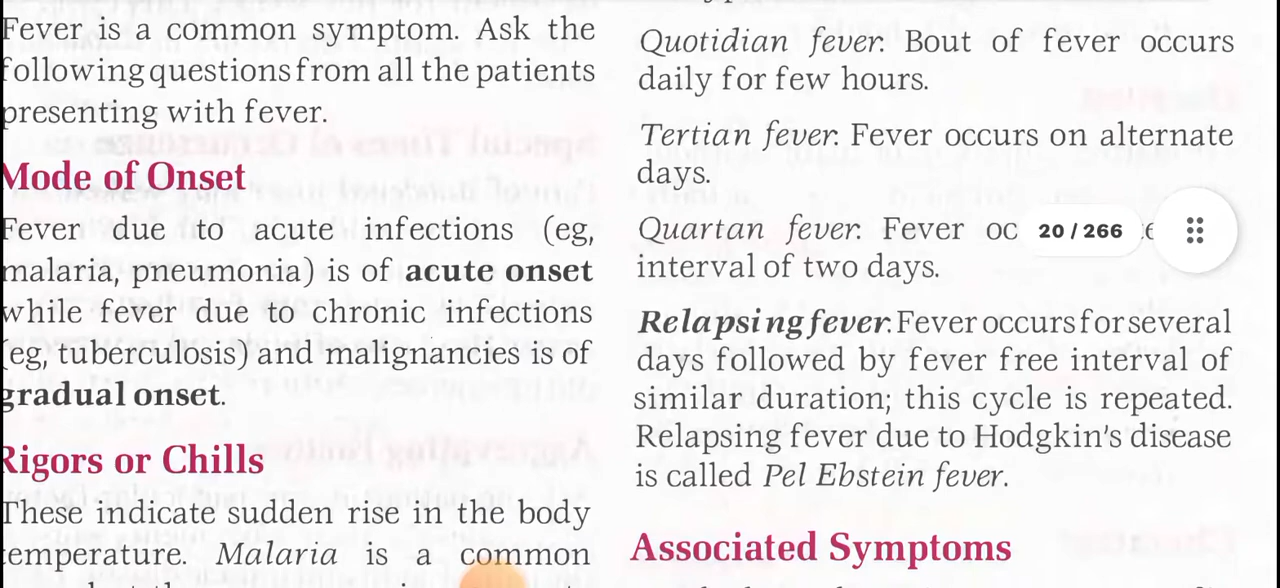 Fever is a common symptom. Ask the
following questions from all the patients
presenting with fever.
Mode of Onset
Fever due to acute infections (eg,
malaria, pneumonia) is of acute onset
while fever due to chronic infections
(eg, tuberculosis) and malignancies is of
gradual onset.
Rigors or Chills
These indicate sudden rise in the body
temperature. Malaria is a common
Quotidian fever: Bout of fever occurs
daily for few hours.
Tertian fever: Fever occurs on alternate
days.
Quartan fever: Fever
20 / 266
interval of two days.
Relapsing fever: Fever occurs for several
days followed by fever free interval of
similar duration; this cycle is repeated.
Relapsing fever due to Hodgkin's disease
is called Pel Ebstein fever.
Associated Symptoms